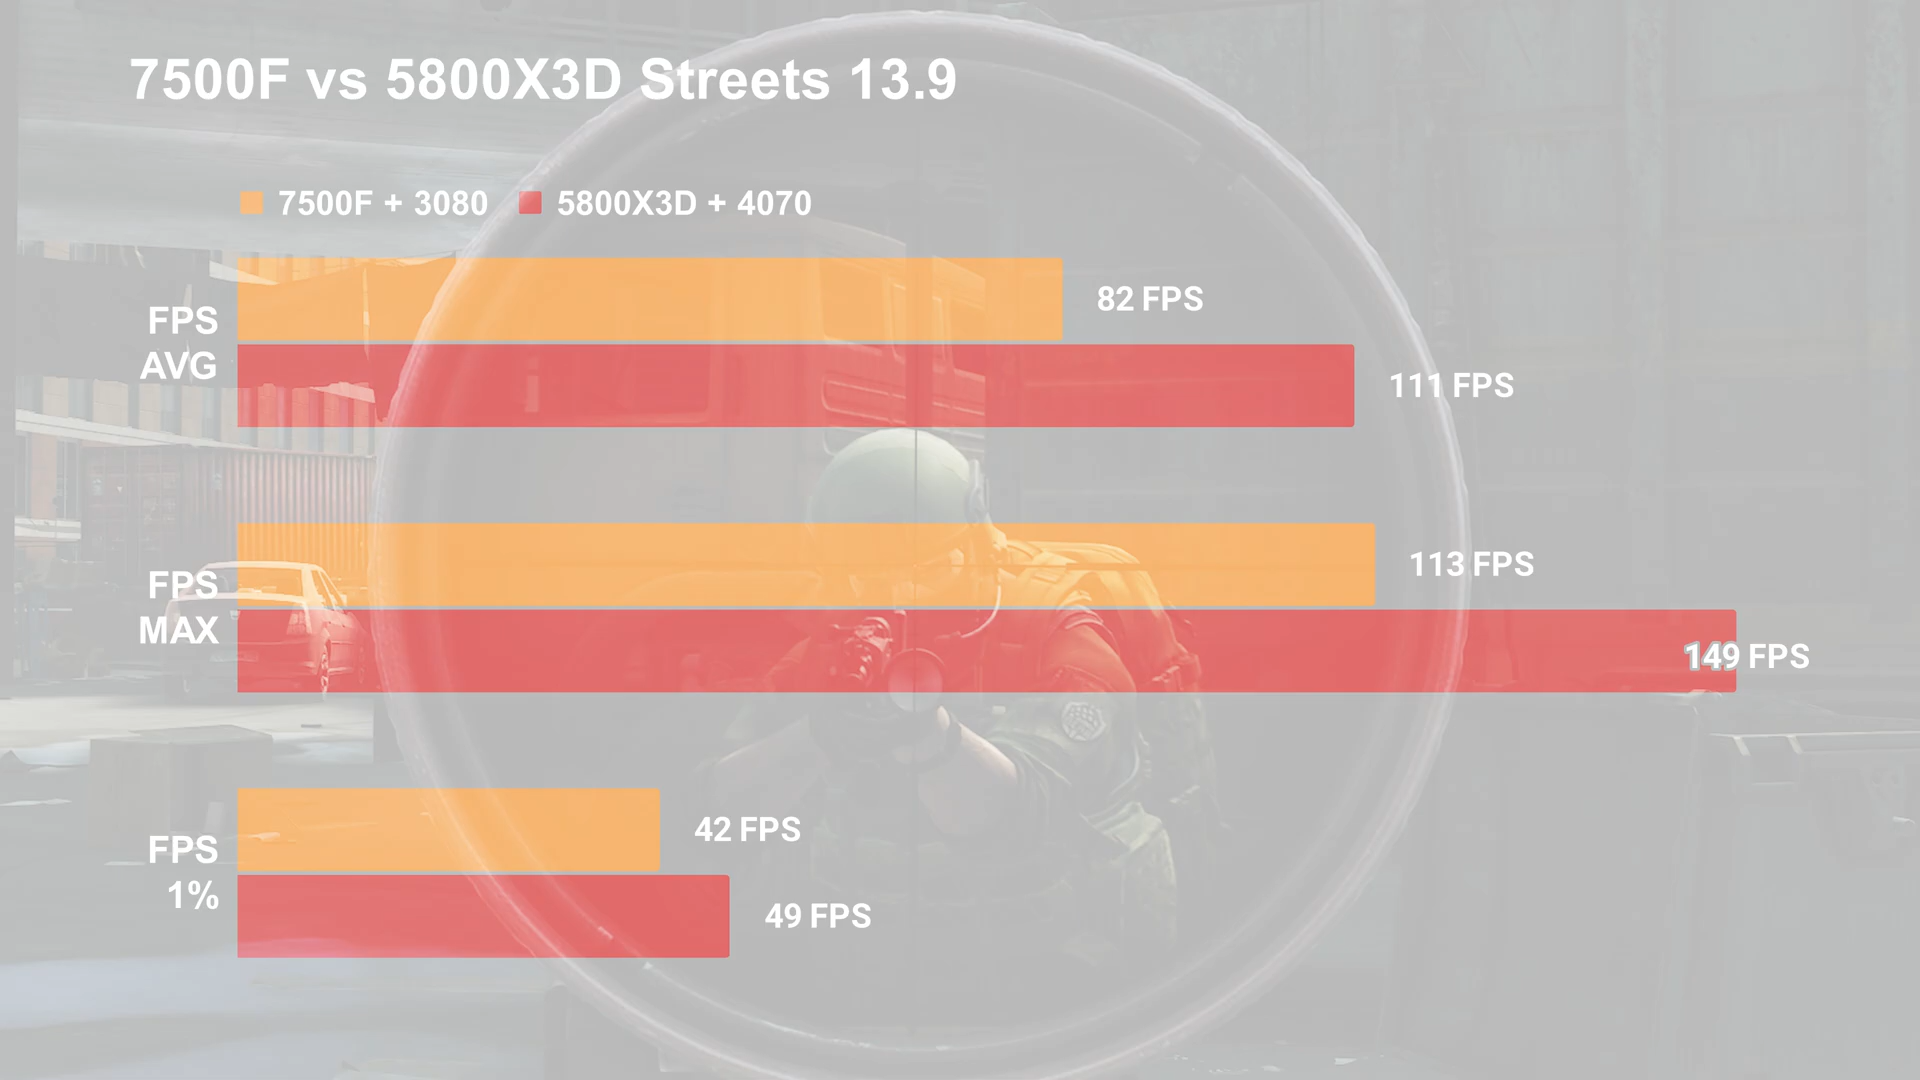 7500F vs 5800X3D Streets 13.9
7500F + 3080
5800X3D + 4070
FPS
AVG
82 FPS
111 FPS
FPS
MAX
113 FPS
149 FPS
FPS
1%
42 FPS
49 FPS